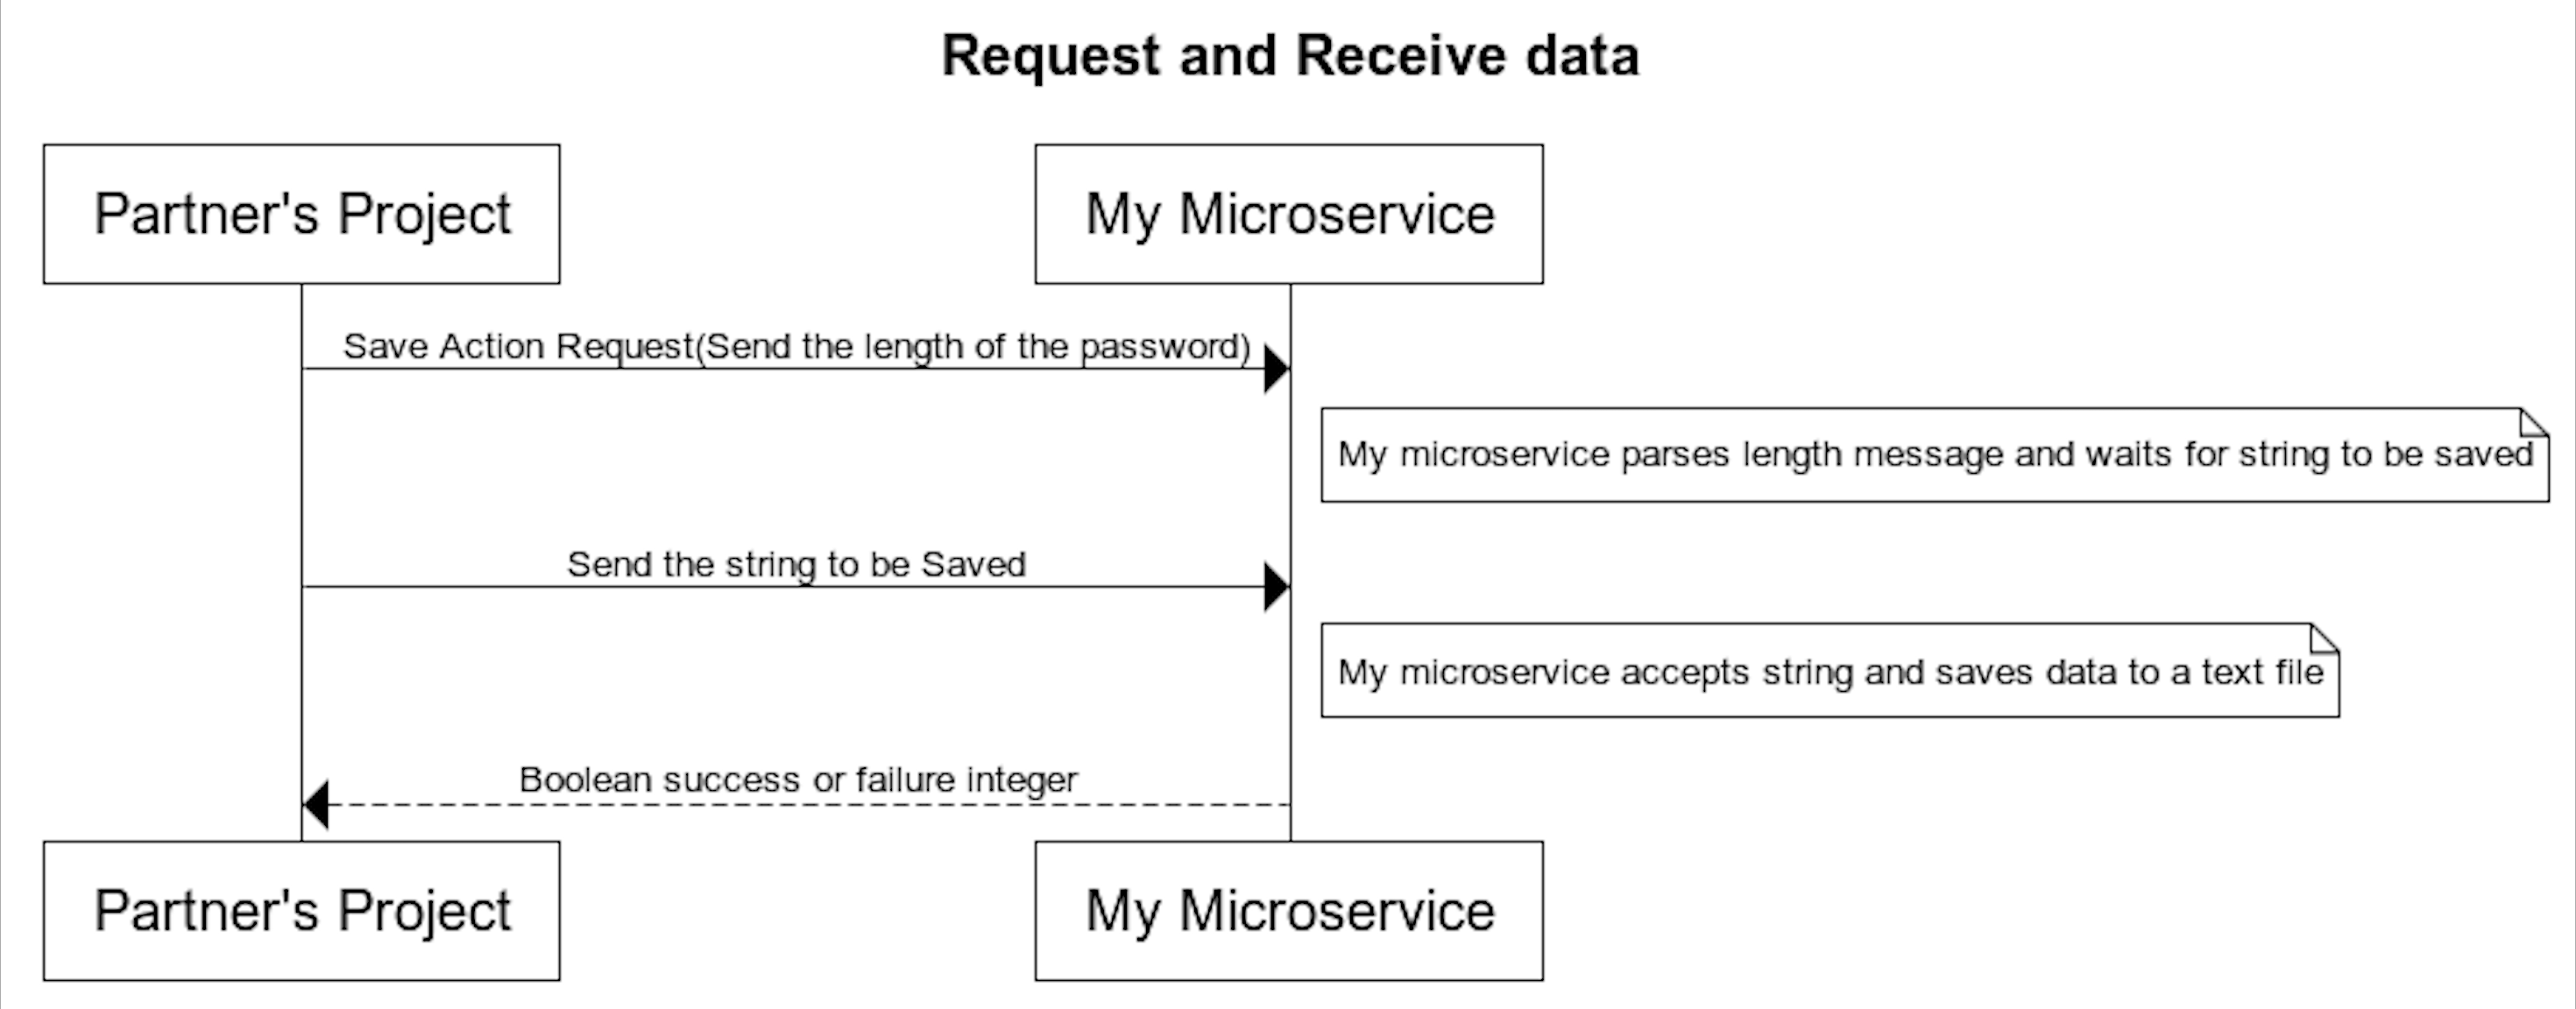 Request and Receive data
Partner's Project
My Microservice
Save Action Request(Send the length of the password)
My microservice parses length message and waits for string to be saved
Send the string to be Saved
My microservice accepts string and saves data to a text file
Boolean success or failure integer
Partner's Project
My Microservice